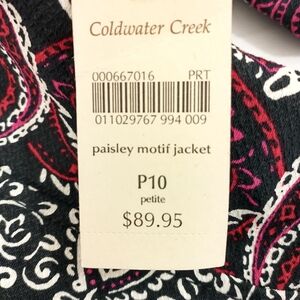 Coldwater Creek
000667016 PRT
011029767 994 009
paisley motif jacket
P10
petite
$89.95